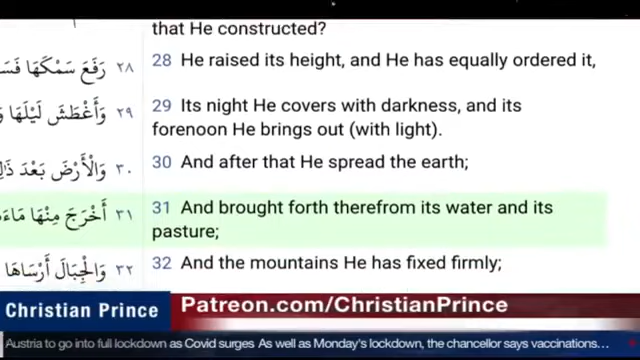 that He constructed?
٢٨ رَفَعَ سَمْكَهَا
28 He raised its height, and He has equally ordered it,
٢٩ وَأَغْطَشَ لَيْلَهَا
29 Its night He covers with darkness, and its
forenoon He brings out (with light).
٣٠ وَالْأَرْضَ بَعْدَ
30 And after that He spread the earth;
٣١ أَخْرَجَ مِنْهَا
31 And brought forth therefrom its water and its
pasture;
٣٢ وَالْجِبَالَ أَرْسَاهَا
32 And the mountains He has fixed firmly;
Christian Prince
Patreon.com/ChristianPrince
Austria to go into full lockdown as Covid surges As well as Monday's lockdown, the chancellor says vaccinations...